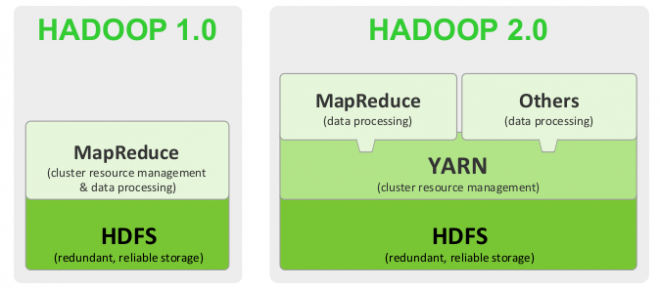 HADOOP 1.0
MapReduce
(cluster resource management
& data processing)
HDFS
(redundant, reliable storage)
HADOOP 2.0
MapReduce
(data processing)
Others
(data processing)
YARN
(cluster resource management)
HDFS
(redundant, reliable storage)